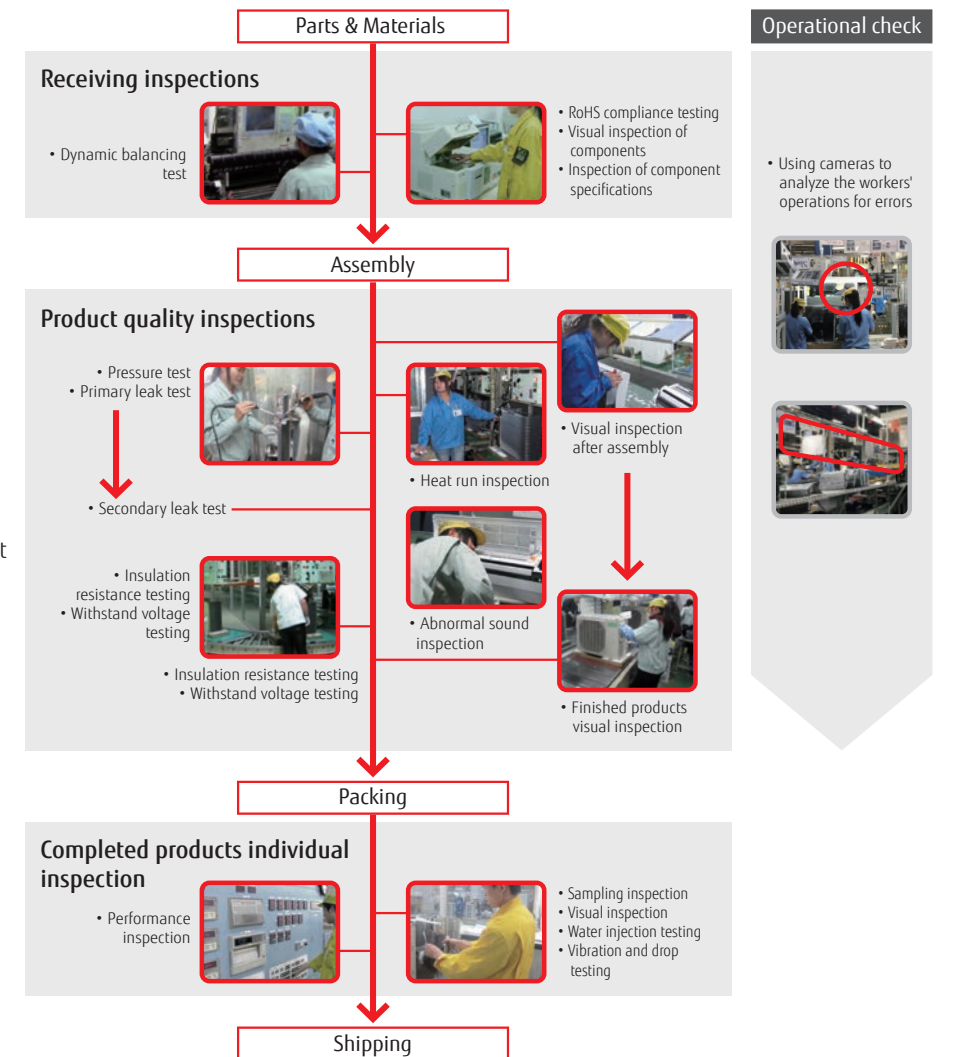 Parts & Materials
Operational check
Receiving inspections
• Dynamic balancing
test
• RoHS compliance testing
• Visual inspection of
components
• Inspection of component
specifications
• Using cameras to
analyze the workers'
operations for errors
Assembly
Product quality inspections
• Pressure test
• Primary leak test
• Secondary leak test
• Heat run inspection
• Visual inspection
after assembly
t
• Insulation
resistance testing
• Withstand voltage
testing
• Insulation resistance testing
• Withstand voltage testing
• Abnormal sound
inspection
• Finished products
visual inspection
Packing
Completed products individual
inspection
• Performance
inspection
• Sampling inspection
• Visual inspection
• Water injection testing
• Vibration and drop
testing
Shipping